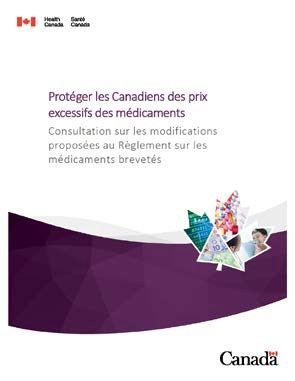 Health Santé
Canada Canada
Protéger les Canadiens des prix
excessifs des médicaments
Consultation sur les modifications
proposées au Règlement sur les
médicaments brevetés
Canada